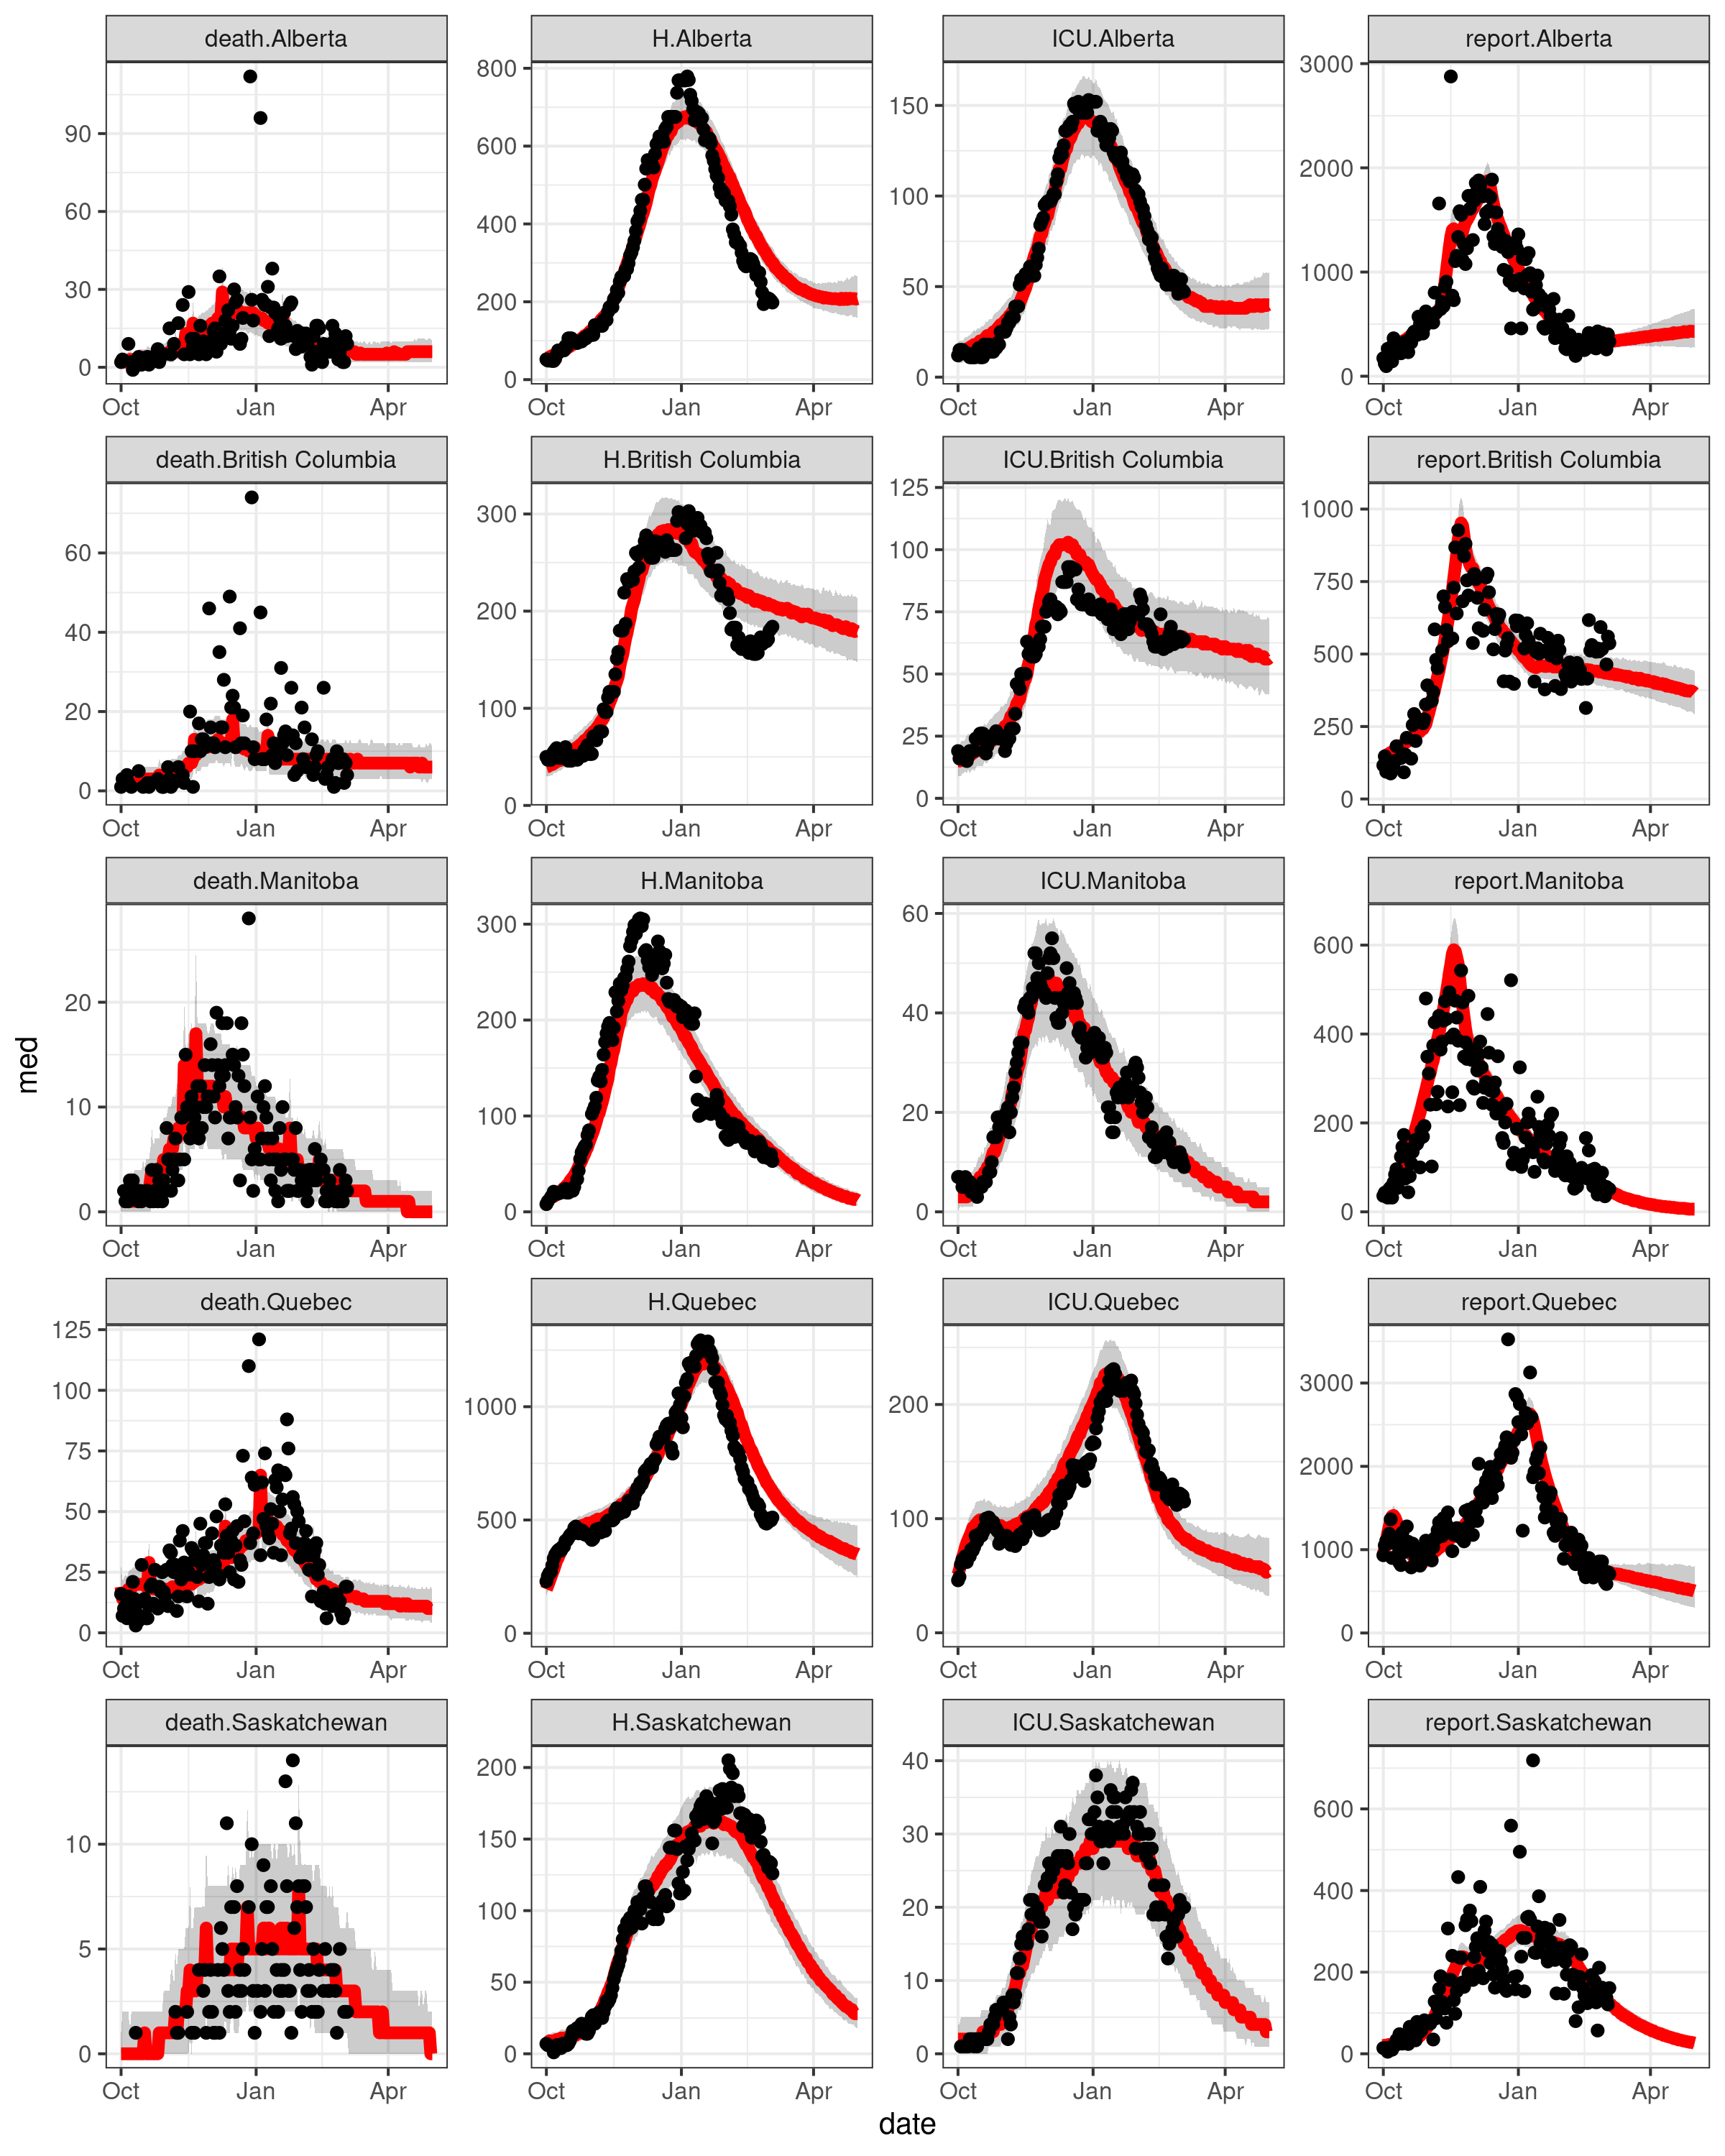 death.Alberta H.Alberta ICU.Alberta report.Alberta
800 3000
90 150
600 2000
60 100
400
30 50 1000
200
0 0 0 0
Oct Jan Apr Oct Jan Apr Oct Jan Apr Oct Jan Apr
death.British Columbia H.British Columbia ICU.British Columbia report.British Columbia
125
300 1000
60 100
750
40 200 75
500
50
20 100
25 250
0 0 0 0
Oct Jan Apr Oct Jan Apr Oct Jan Apr Oct Jan Apr
death.Manitoba H.Manitoba ICU.Manitoba report.Manitoba
60
300 600
20
200 40 400
med
10
100 20 200
0 0 0 0
Oct Jan Apr Oct Jan Apr Oct Jan Apr Oct Jan Apr
death.Quebec H.Quebec ICU.Quebec report.Quebec
125
100 3000
1000 200
75 2000
50 500 100
1000
25
0 0 0 0
Oct Jan Apr Oct Jan Apr Oct Jan Apr Oct Jan Apr
death.Saskatchewan H.Saskatchewan ICU.Saskatchewan report.Saskatchewan
200 40
600
10 150 30
400
100 20
5
50 10 200
0 0 0 0
Oct Jan Apr Oct Jan Apr Oct Jan Apr Oct Jan Apr
date